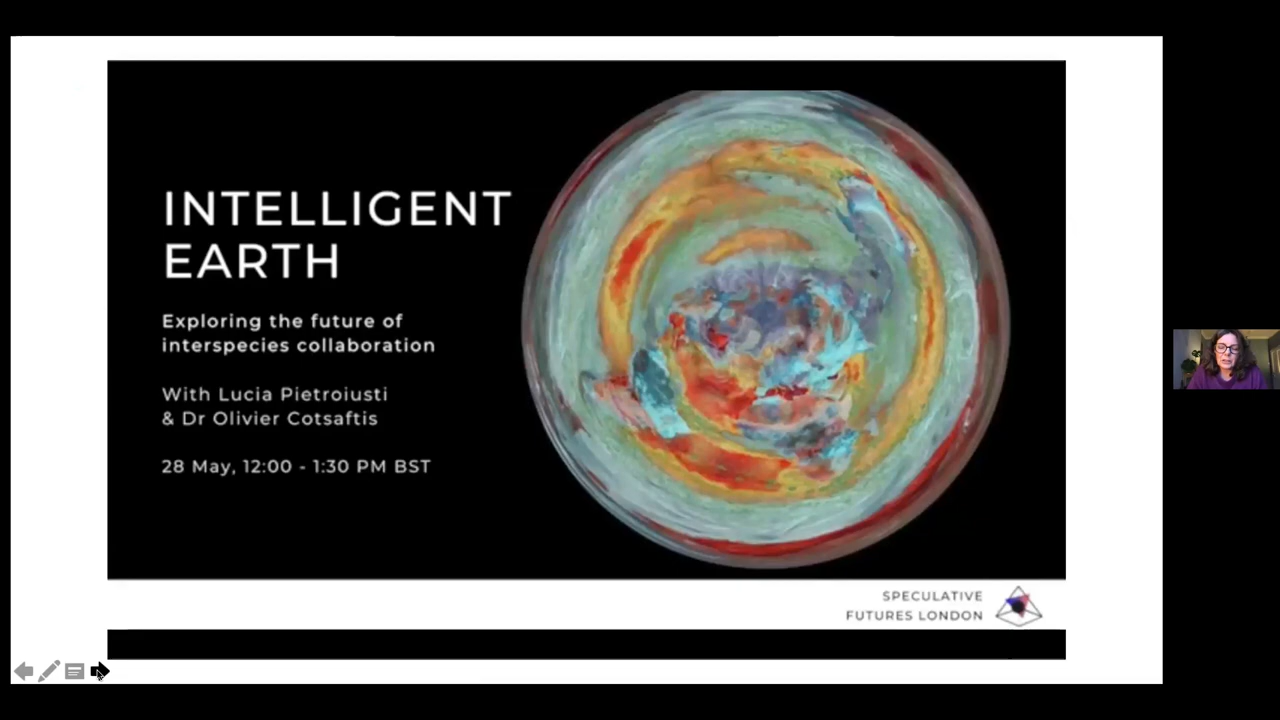 INTELLIGENT
EARTH
Exploring the future of
interspecies collaboration
With Lucia Pietroiusti
& Dr Olivier Cotsaftis
28 May, 12:00 - 1:30 PM BST
SPECULATIVE
FUTURES LONDON